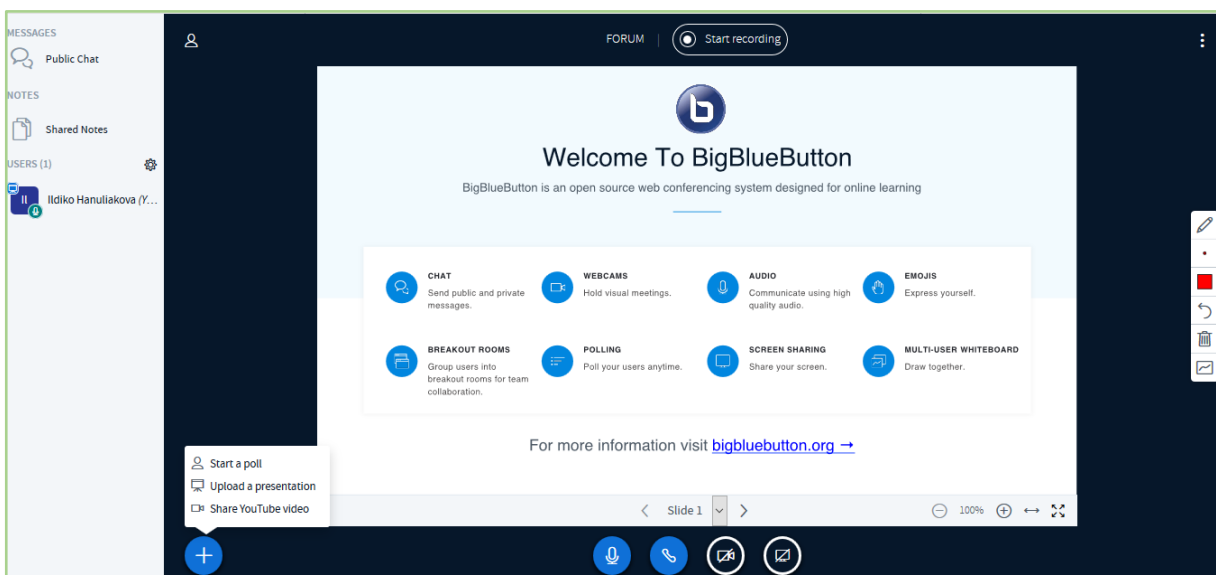 MESSAGES
Public Chat
NOTES
Shared Notes
USERS (1)
II
Ildiko Hanuliakova (Y...
FORUM
Start recording
b
Welcome To BigBlueButton
BigBlueButton is an open source web conferencing system designed for online learning
CHAT
Send public and private
messages.
WEBCAMS
Hold visual meetings.
AUDIO
Communicate using high
quality audio.
EMOJIS
Express yourself.
BREAKOUT ROOMS
Group users into
breakout rooms for team
collaboration.
POLLING
Poll your users anytime.
SCREEN SHARING
Share your screen.
MULTI-USER WHITEBOARD
Draw together.
For more information visit bigbluebutton.org →
Start a poll
Upload a presentation
Share YouTube video
Slide 1
100%